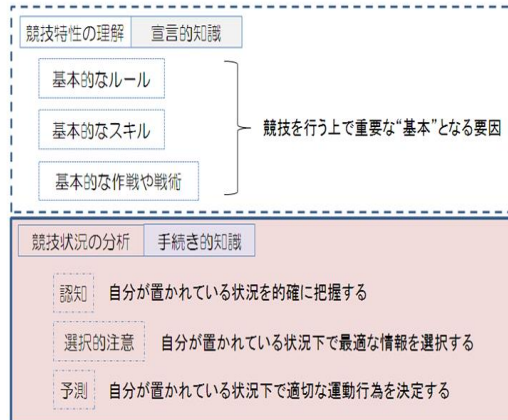 競技特性の理解 宣言的知識
基本的なルール
基本的なスキル
基本的な作戦や戦術
競技を行う上で重要な“基本”となる要因
競技状況の分析 手続き的知識
認知 自分が置かれている状況を的確に把握する
選択的注意 自分が置かれている状況下で最適な情報を選択する
予測 自分が置かれている状況下で適切な運動行為を決定する